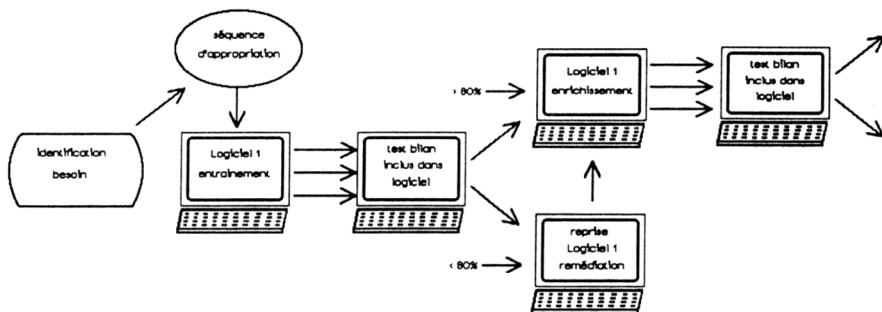 séquence
d'appropriation
identification
besoin
Logiciel 1
entraînement
test bilan
inclus dans
logiciel
> 80%
Logiciel 1
enrichissement
test bilan
inclus dans
logiciel
< 80%
reprise
Logiciel 1
remédiation